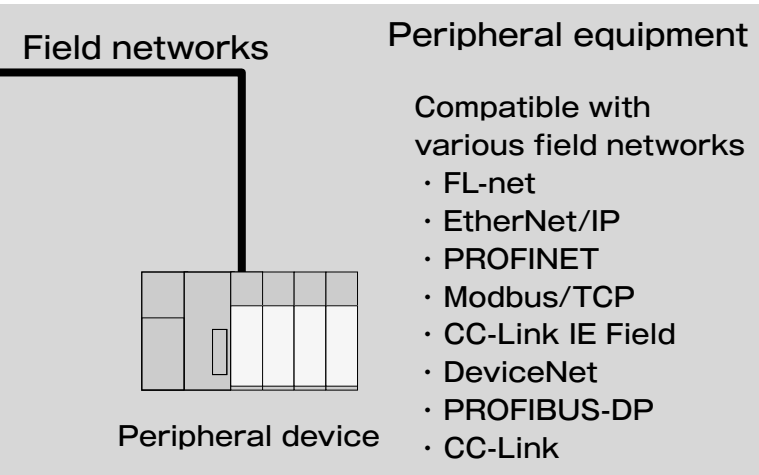 Field networks
Peripheral equipment
Compatible with
various field networks
・FL-net
・EtherNet/IP
・PROFINET
・Modbus/TCP
・CC-Link IE Field
・DeviceNet
・PROFIBUS-DP
・CC-Link
Peripheral device